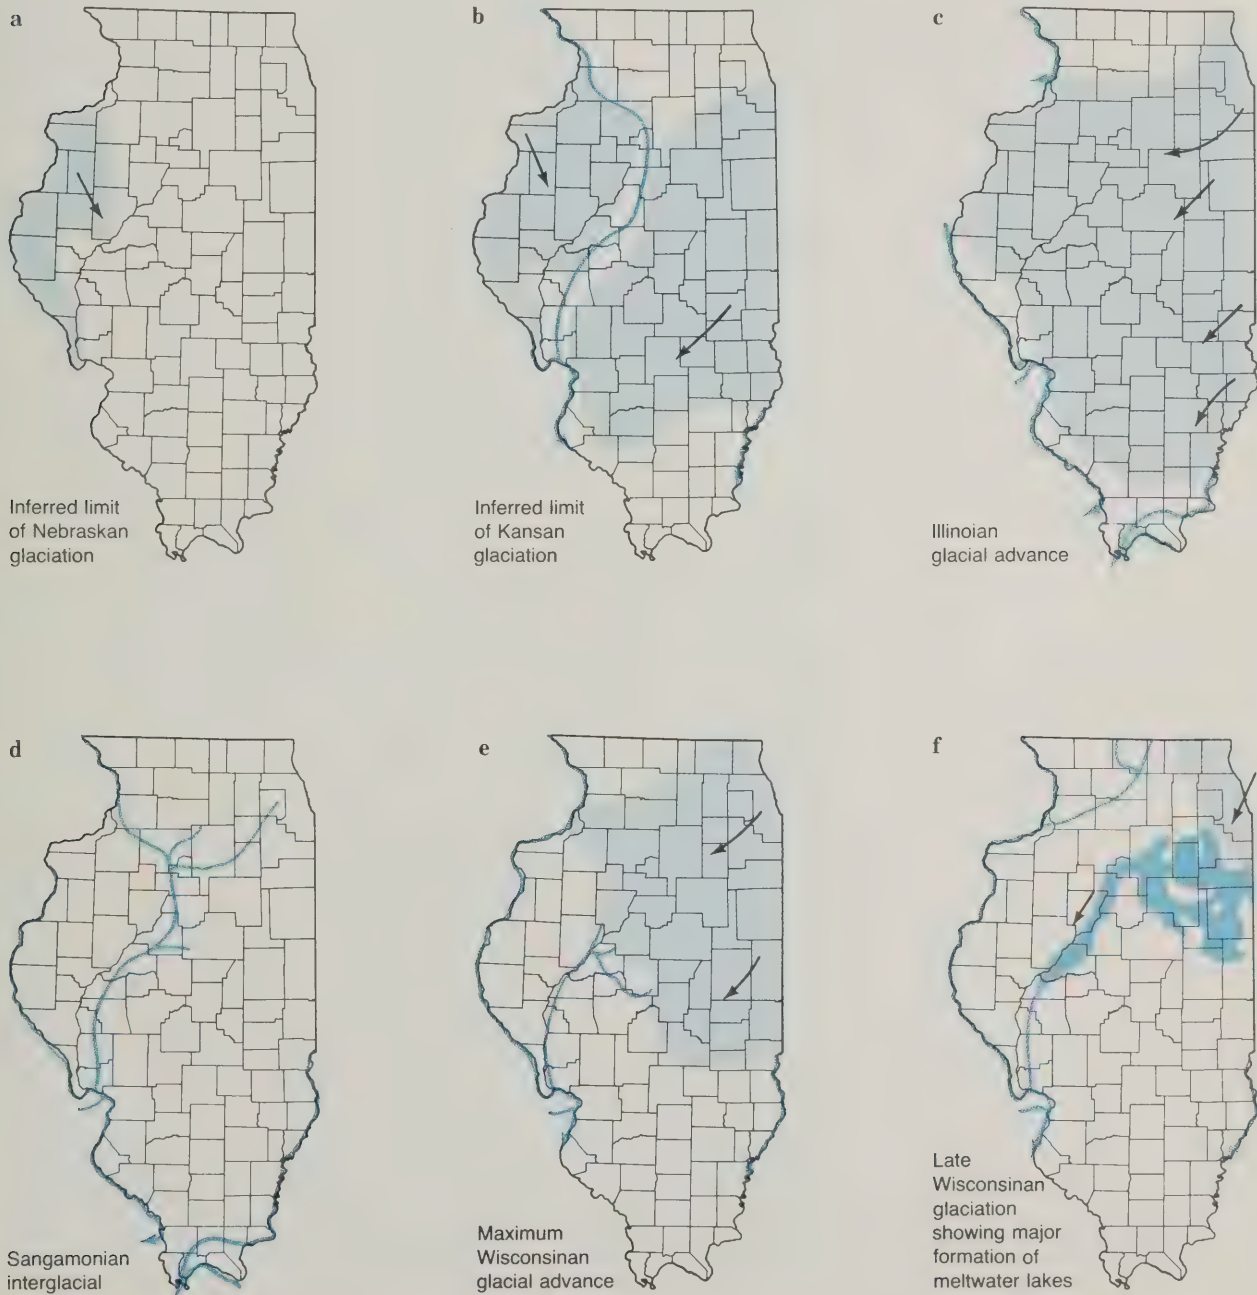 a
Inferred limit
of Nebraskan
glaciation
b
Inferred limit
of Kansan
glaciation
c
Illinoian
glacial advance
d
Sangamonian
interglacial
e
Maximum
Wisconsinan
glacial advance
f
Late
Wisconsinan
glaciation
showing major
formation of
meltwater lakes